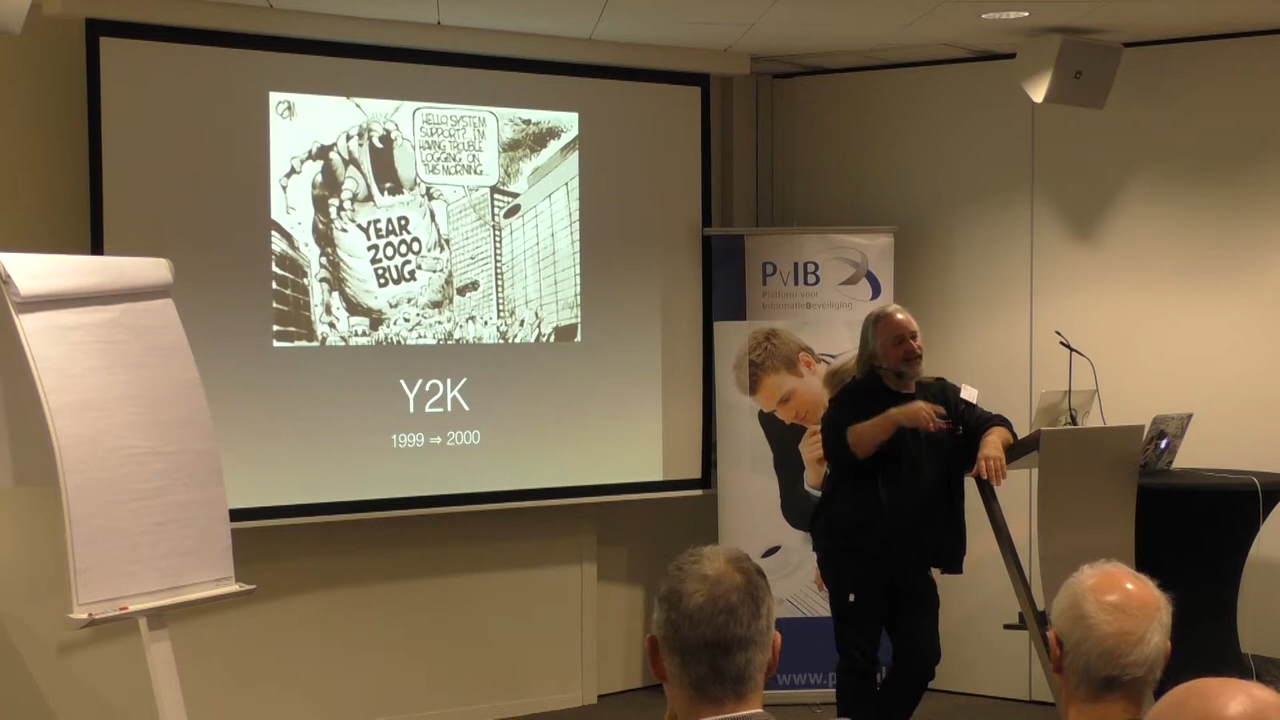 HELLO SYSTEM
SUPPORT? I'M
HAVING TROUBLE
LOGGING ON
THIS MORNING...
YEAR
2000
BUG
Y2K
1999 ⇒ 2000
PvIB
Platform voor
InformatieBeveiliging
www.p